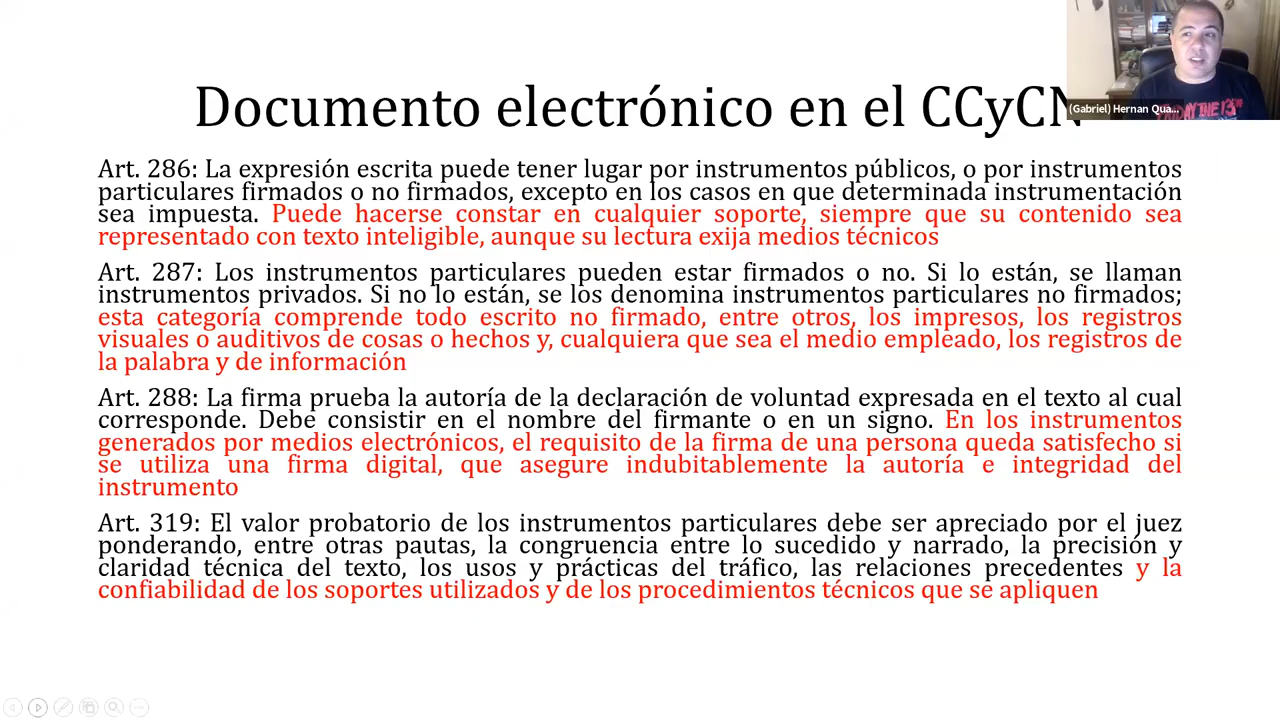 Documento electrónico en el CCyCN
(Gabriel) Hernan Qua...
Art. 286: La expresión escrita puede tener lugar por instrumentos públicos, o por instrumentos
particulares firmados o no firmados, excepto en los casos en que determinada instrumentación
sea impuesta. Puede hacerse constar en cualquier soporte, siempre que su contenido sea
representado con texto inteligible, aunque su lectura exija medios técnicos
Art. 287: Los instrumentos particulares pueden estar firmados o no. Si lo están, se llaman
instrumentos privados. Si no lo están, se los denomina instrumentos particulares no firmados;
esta categoría comprende todo escrito no firmado, entre otros, los impresos, los registros
visuales o auditivos de cosas o hechos y, cualquiera que sea el medio empleado, los registros de
la palabra y de información
Art. 288: La firma prueba la autoría de la declaración de voluntad expresada en el texto al cual
corresponde. Debe consistir en el nombre del firmante o en un signo. En los instrumentos
generados por medios electrónicos, el requisito de la firma de una persona queda satisfecho si
se utiliza una firma digital, que asegure indubitablemente la autoría e integridad del
instrumento
Art. 319: El valor probatorio de los instrumentos particulares debe ser apreciado por el juez
ponderando, entre otras pautas, la congruencia entre lo sucedido y narrado, la precisión y
claridad técnica del texto, los usos y prácticas del tráfico, las relaciones precedentes y la
confiabilidad de los soportes utilizados y de los procedimientos técnicos que se apliquen